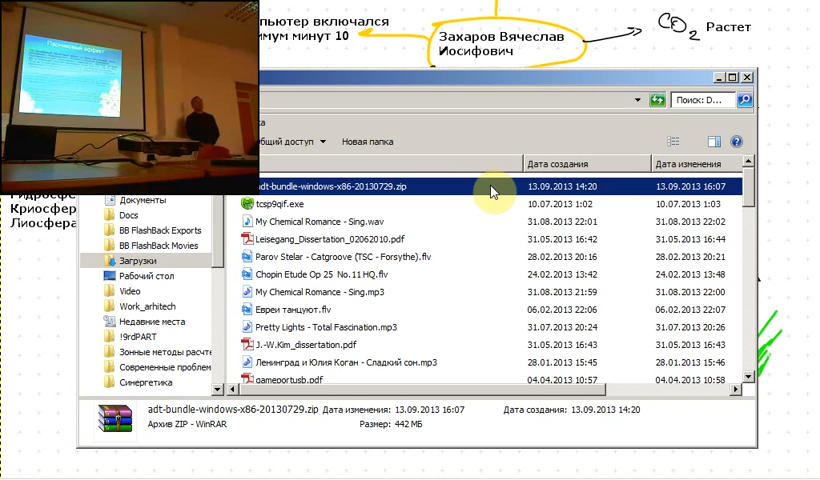 Парниковый эффект
пьютер включался
имум минут 10
Захаров Вячеслав
Иосифович
CO2 Растет
Криосфер
Лиосфера
Поиск: D...
бщий доступ
Новая папка
Дата создания
Дата изменения
Документы
Docs
BB FlashBack Exports
BB FlashBack Movies
Загрузки
Рабочий стол
Video
Work_arhitech
Недавние места
!9rdPART
Зонные методы расчте
Современные проблем
Синергетика
adt-bundle-windows-x86-20130729.zip 13.09.2013 14:20 13.09.2013 16:07
tcsp9qif.exe 10.07.2013 1:02 10.07.2013 1:03
My Chemical Romance - Sing.wav 31.08.2013 22:01 31.08.2013 22:02
Leisegang_Dissertation_02062010.pdf 31.05.2013 16:42 31.05.2013 16:44
Parov Stelar - Catgroove (TSC - Forsythe).flv 28.02.2013 20:16 28.02.2013 20:21
Chopin Etude Op 25 No.11 HQ.flv 24.02.2013 13:42 24.02.2013 13:48
My Chemical Romance - Sing.mp3 31.08.2013 21:59 31.08.2013 22:00
Евреи танцуют.flv 06.02.2013 22:06 06.02.2013 22:07
Pretty Lights - Total Fascination.mp3 31.07.2013 20:24 31.07.2013 20:26
J.-W.Kim_dissertation.pdf 31.05.2013 16:43 31.05.2013 16:43
Ленинград и Юлия Коган - Сладкий сон.mp3 28.01.2013 15:45 28.01.2013 15:46
gameportusb.pdf 04.04.2013 10:57 04.04.2013 10:58
adt-bundle-windows-x86-20130729.zip Дата изменения: 13.09.2013 16:07 Дата создания: 13.09.2013 14:20
Архив ZIP - WinRAR Размер: 442 МБ